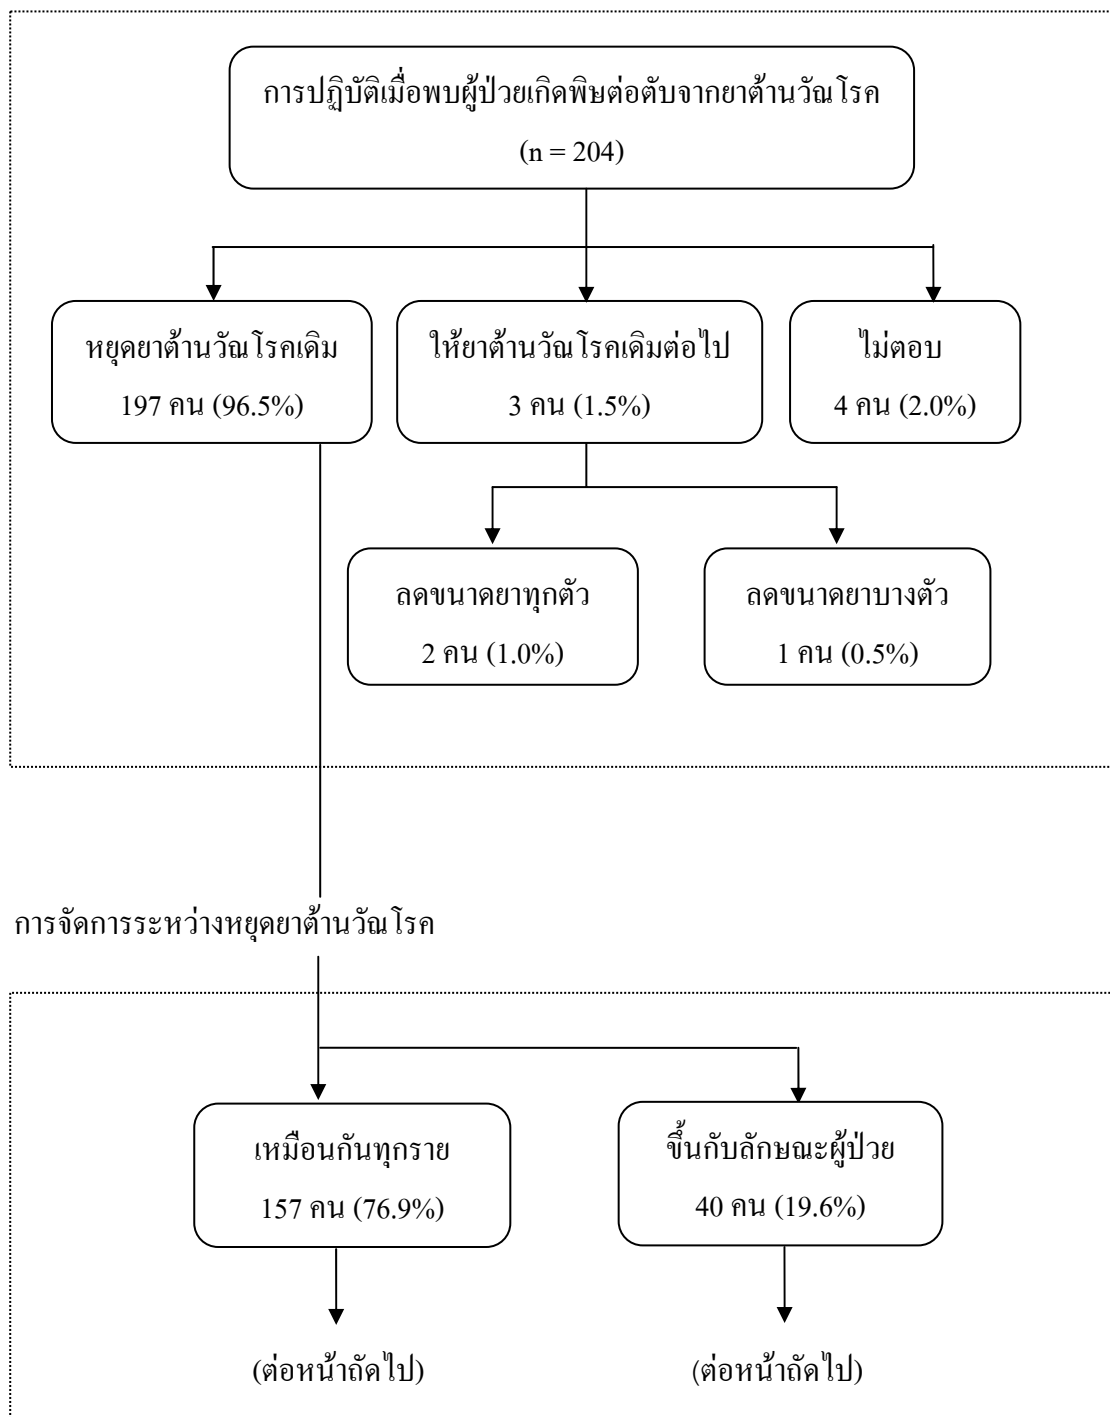 การปฏิบัติเมื่อพบผู้ป่วยเกิดพิษต่อตับจากยาต้านวัณโรค
(n = 204)
หยุดยาต้านวัณโรคเดิม
197 คน (96.5%)
ให้ยาต้านวัณโรคเดิมต่อไป
3 คน (1.5%)
ไม่ตอบ
4 คน (2.0%)
ลดขนาดยาทุกตัว
2 คน (1.0%)
ลดขนาดยาบางตัว
1 คน (0.5%)
การจัดการระหว่างหยุดยาต้านวัณโรค
เหมือนกันทุกราย
157 คน (76.9%)
ขึ้นกับลักษณะผู้ป่วย
40 คน (19.6%)
(ต่อหน้าถัดไป)
(ต่อหน้าถัดไป)